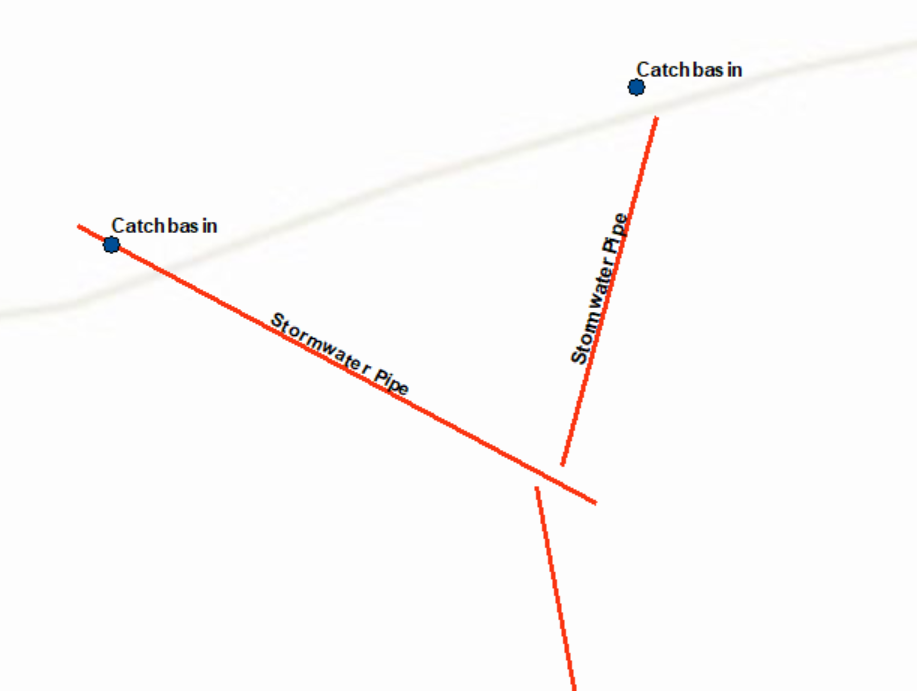 Catchbasin
Catchbasin
Stormwater Pipe
Stormwater Pipe